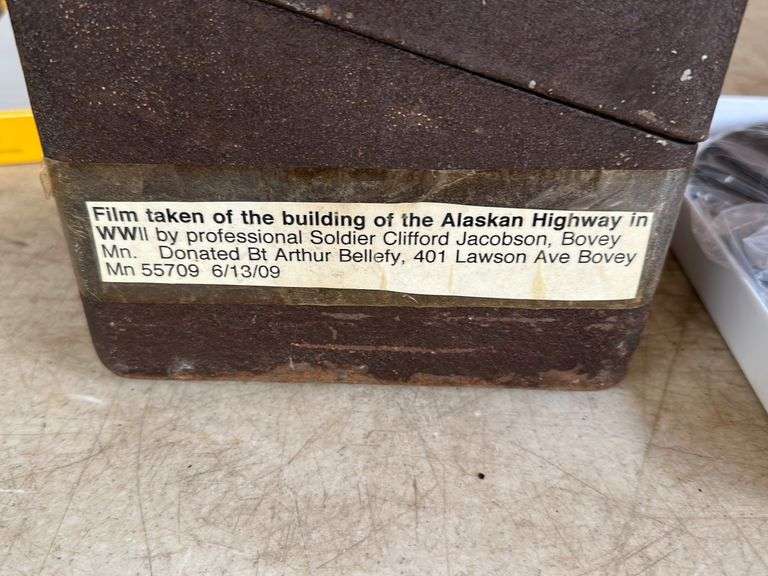 Film taken of the building of the Alaskan Highway in
WWII by professional Soldier Clifford Jacobson, Bovey
Mn. Donated Bt Arthur Bellefy, 401 Lawson Ave Bovey
Mn 55709 6/13/09